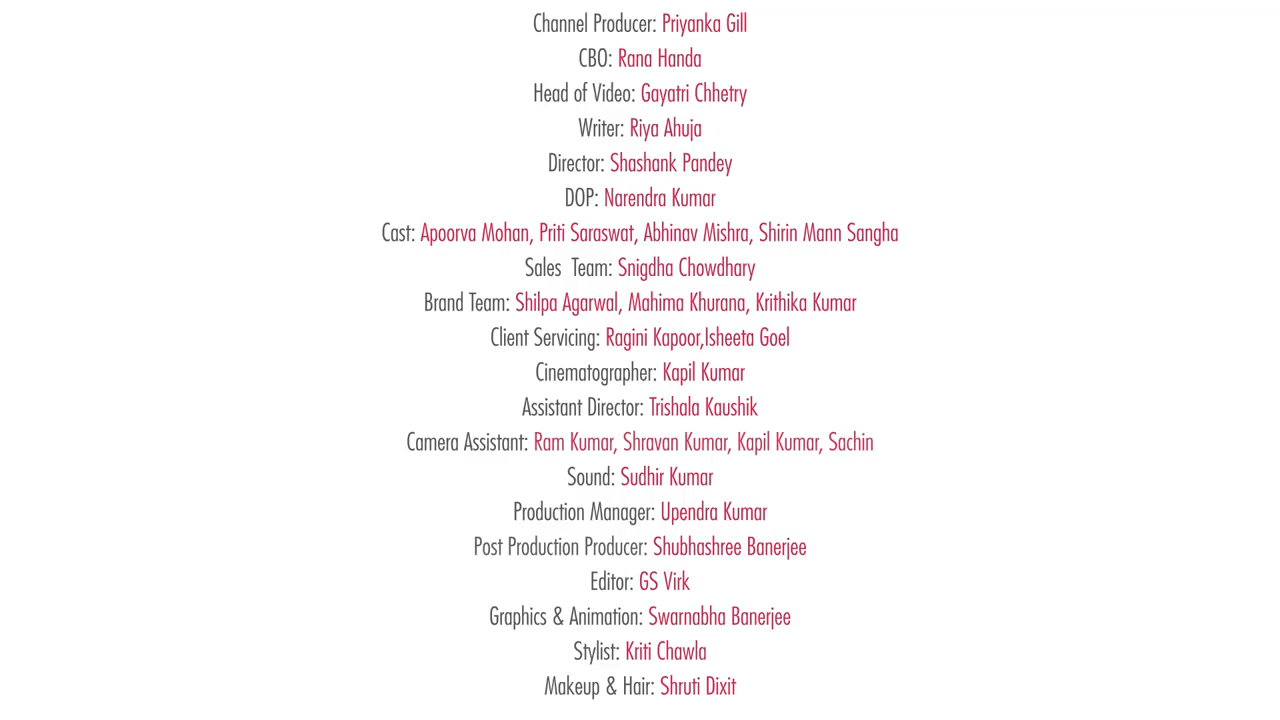 Channel Producer: Priyanka Gill
CBO: Rana Handa
Head of Video: Gayatri Chhetry
Writer: Riya Ahuja
Director: Shashank Pandey
DOP: Narendra Kumar
Cast: Apoorva Mohan, Priti Saraswat, Abhinav Mishra, Shirin Mann Sangha
Sales  Team: Snigdha Chowdhary
Brand Team: Shilpa Agarwal, Mahima Khurana, Krithika Kumar
Client Servicing: Ragini Kapoor,Isheeta Goel
Cinematographer: Kapil Kumar
Assistant Director: Trishala Kaushik
Camera Assistant: Ram Kumar, Shravan Kumar, Kapil Kumar, Sachin
Sound: Sudhir Kumar
Production Manager: Upendra Kumar
Post Production Producer: Shubhashree Banerjee
Editor: GS Virk
Graphics & Animation: Swarnabha Banerjee
Stylist: Kriti Chawla
Makeup & Hair: Shruti Dixit